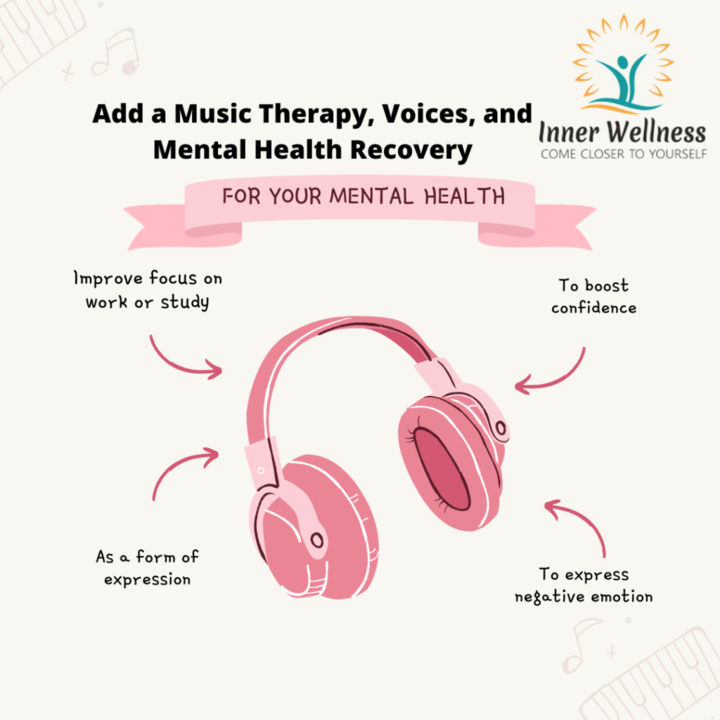 Add a Music Therapy, Voices, and
Mental Health Recovery
Inner Wellness
COME CLOSER TO YOURSELF
FOR YOUR MENTAL HEALTH
Improve focus on
work or study
To boost
confidence
As a form of
expression
To express
negative emotion